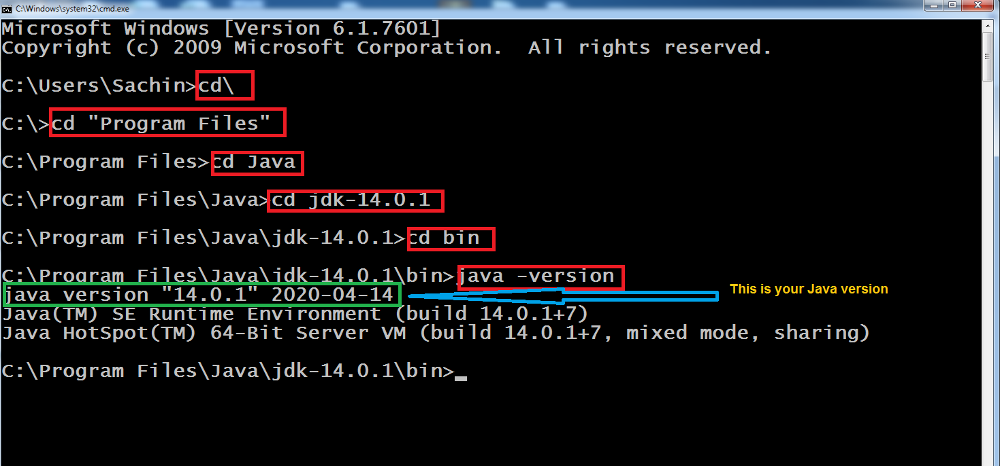 C:\Windows\system32\cmd.exe
Microsoft Windows [Version 6.1.7601]
Copyright (c) 2009 Microsoft Corporation.  All rights reserved.
C:\Users\Sachin>cd\
C:\>cd "Program Files"
C:\Program Files>cd Java
C:\Program Files\Java>cd jdk-14.0.1
C:\Program Files\Java\jdk-14.0.1>cd bin
C:\Program Files\Java\jdk-14.0.1\bin>java -version
java version "14.0.1" 2020-04-14
This is your Java version
Java(TM) SE Runtime Environment (build 14.0.1+7)
Java HotSpot(TM) 64-Bit Server VM (build 14.0.1+7, mixed mode, sharing)
C:\Program Files\Java\jdk-14.0.1\bin>